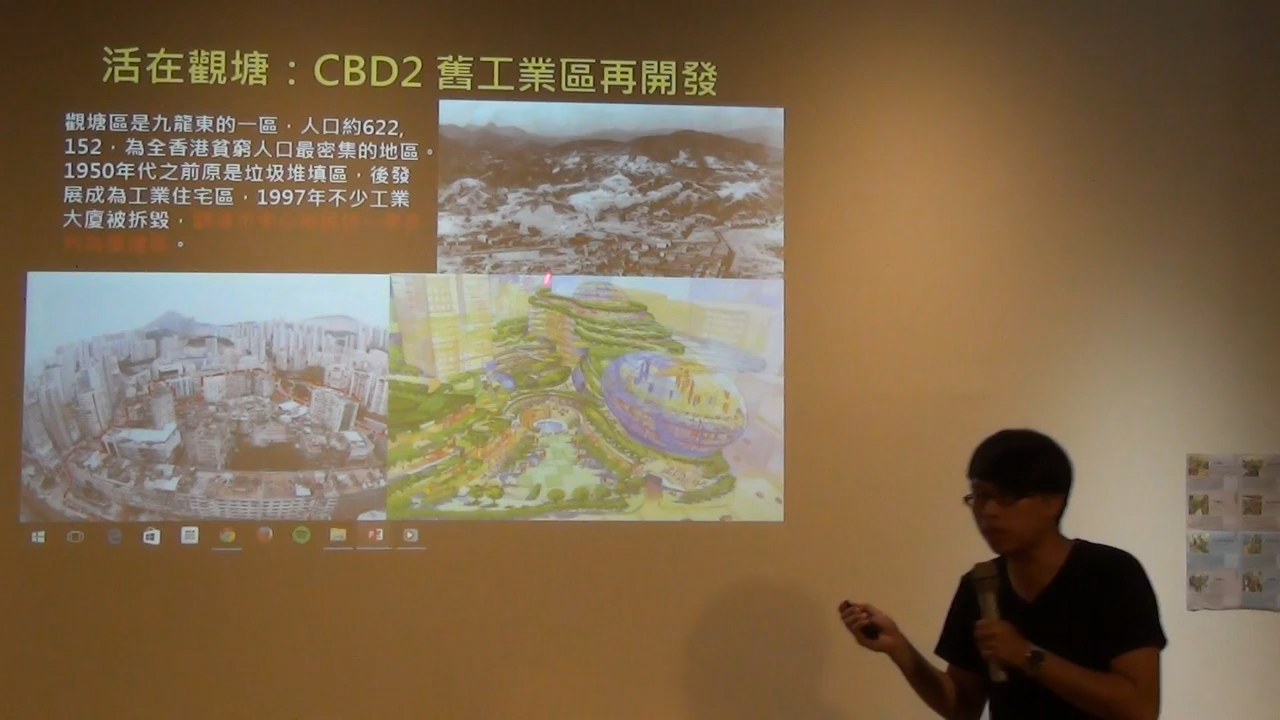 活在觀塘：CBD2 舊工業區再開發
觀塘區是九龍東的一區，人口約622,
152，為全香港貧窮人口最密集的地區。
1950年代之前原是垃圾堆填區，後發
展成為工業住宅區，1997年不少工業
大廈被拆毀，
。